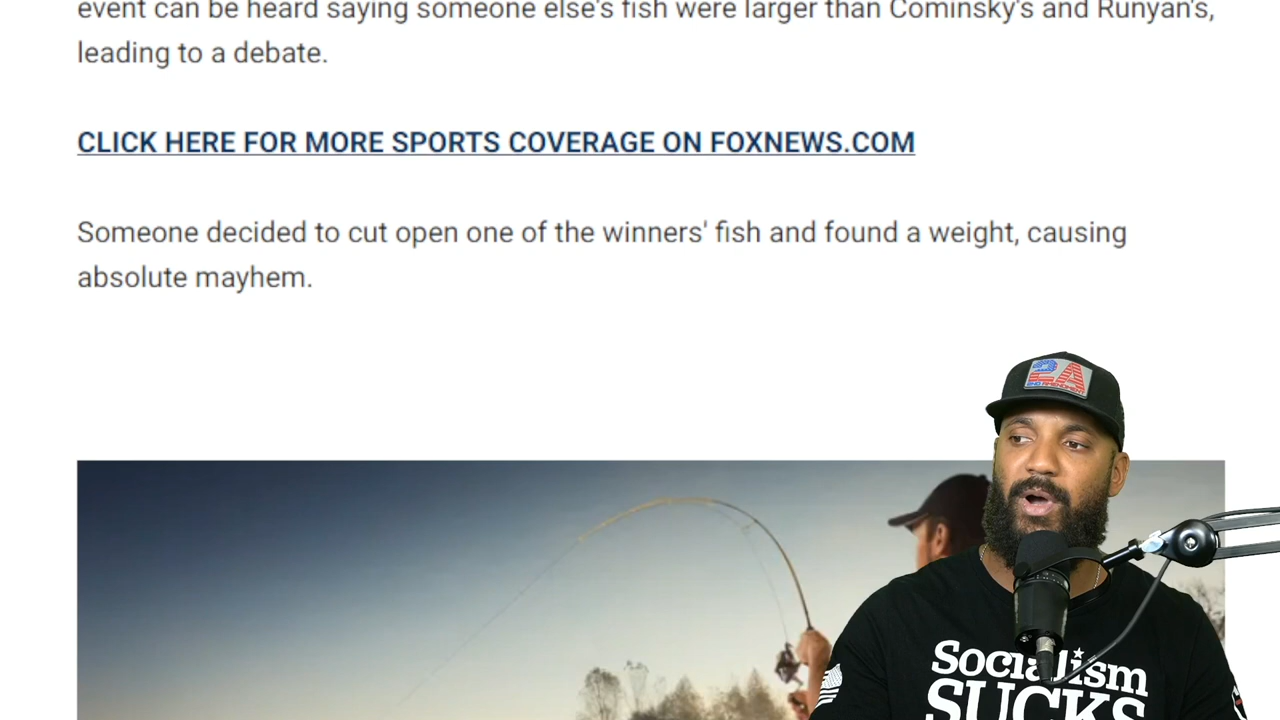 event can be heard saying someone else's fish were larger than Cominsky's and Runyan's,
leading to a debate.
CLICK HERE FOR MORE SPORTS COVERAGE ON FOXNEWS.COM
Someone decided to cut open one of the winners' fish and found a weight, causing
absolute mayhem.
2A
Socialism
SUCKS